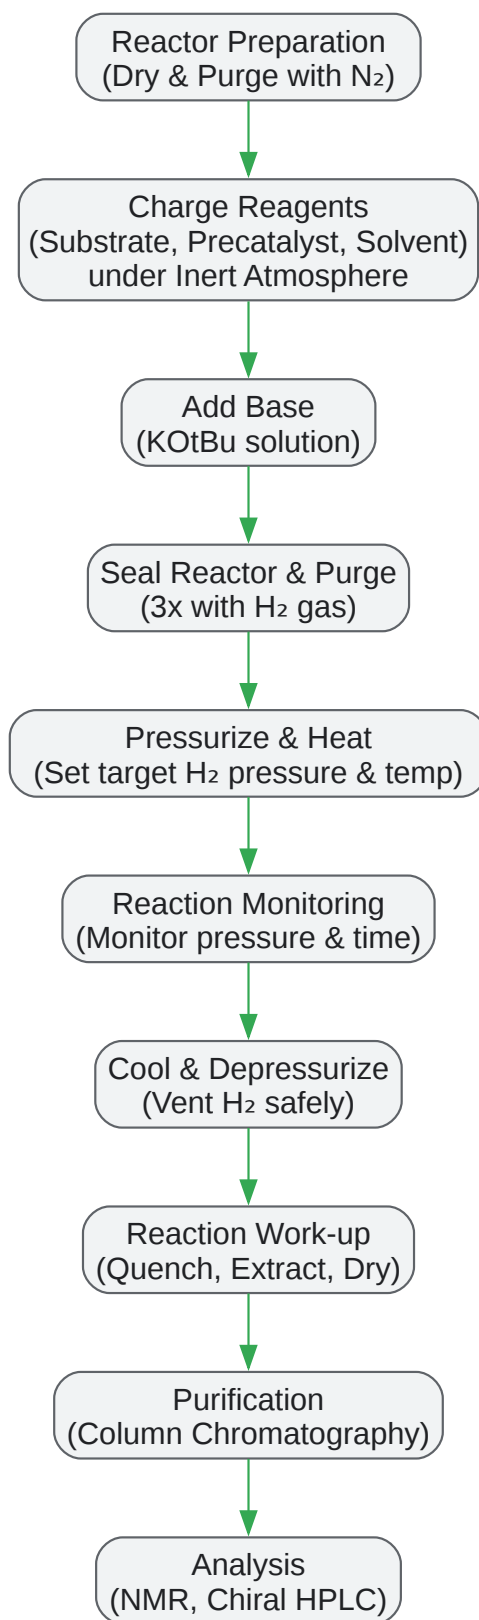 Reactor Preparation
(Dry & Purge with N₂)
Charge Reagents
(Substrate, Precatalyst, Solvent)
under Inert Atmosphere
Add Base
(KOtBu solution)
Seal Reactor & Purge
(3x with H₂ gas)
Pressurize & Heat
(Set target H₂ pressure & temp)
Reaction Monitoring
(Monitor pressure & time)
Cool & Depressurize
(Vent H₂ safely)
Reaction Work-up
(Quench, Extract, Dry)
Purification
(Column Chromatography)
Analysis
(NMR, Chiral HPLC)